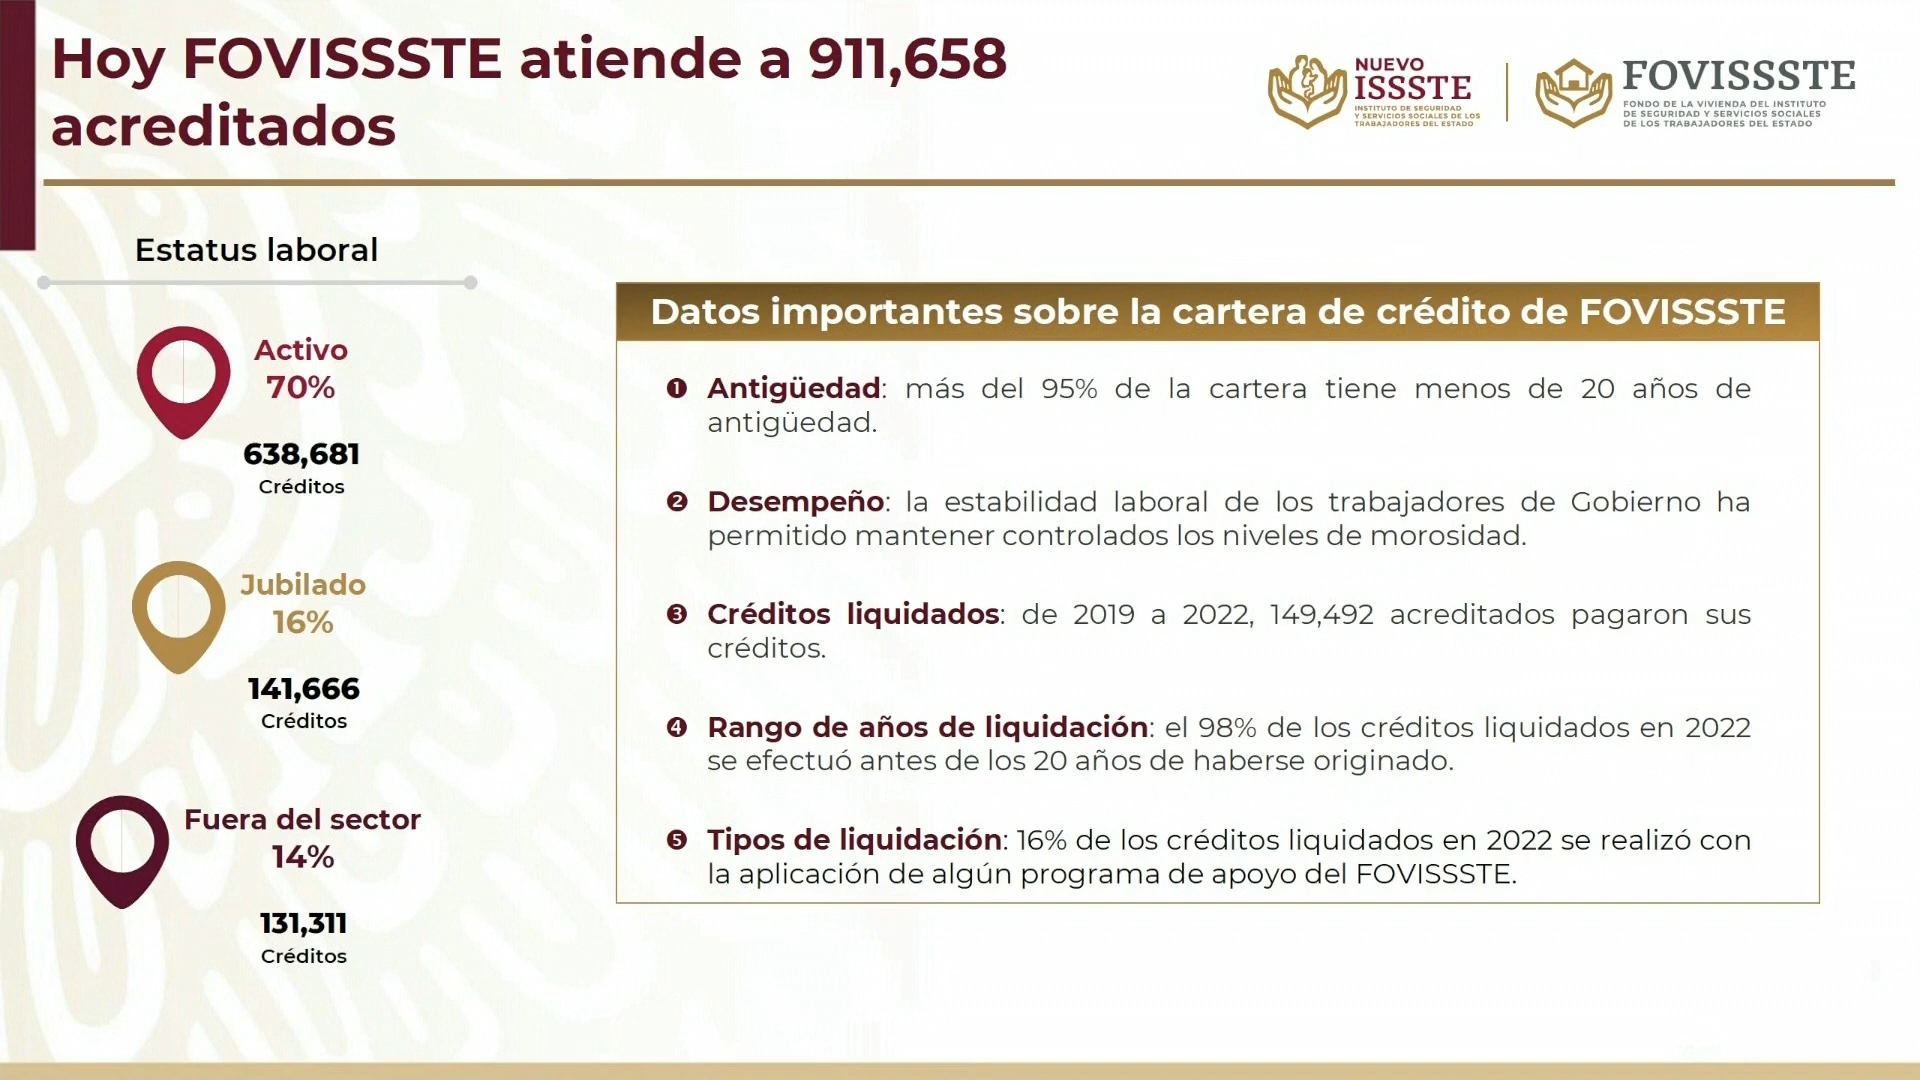 Hoy FOVISSSTE atiende a 911,658
acreditados
NUEVO
ISSSTE
INSTITUTO DE SEGURIDAD
Y SERVICIOS SOCIALES DE LOS
TRABAJADORES DEL ESTADO
FOVISSSTE
FONDO DE LA VIVIENDA DEL INSTITUTO
DE SEGURIDAD Y SERVICIOS SOCIALES
DE LOS TRABAJADORES DEL ESTADO
Estatus laboral
Activo
70%
638,681
Créditos
Jubilado
16%
141,666
Créditos
Fuera del sector
14%
131,311
Créditos
Datos importantes sobre la cartera de crédito de FOVISSSTE
❶ Antigüedad: más del 95% de la cartera tiene menos de 20 años de
antigüedad.
❷ Desempeño: la estabilidad laboral de los trabajadores de Gobierno ha
permitido mantener controlados los niveles de morosidad.
❸ Créditos liquidados: de 2019 a 2022, 149,492 acreditados pagaron sus
créditos.
❹ Rango de años de liquidación: el 98% de los créditos liquidados en 2022
se efectuó antes de los 20 años de haberse originado.
❺ Tipos de liquidación: 16% de los créditos liquidados en 2022 se realizó con
la aplicación de algún programa de apoyo del FOVISSSTE.